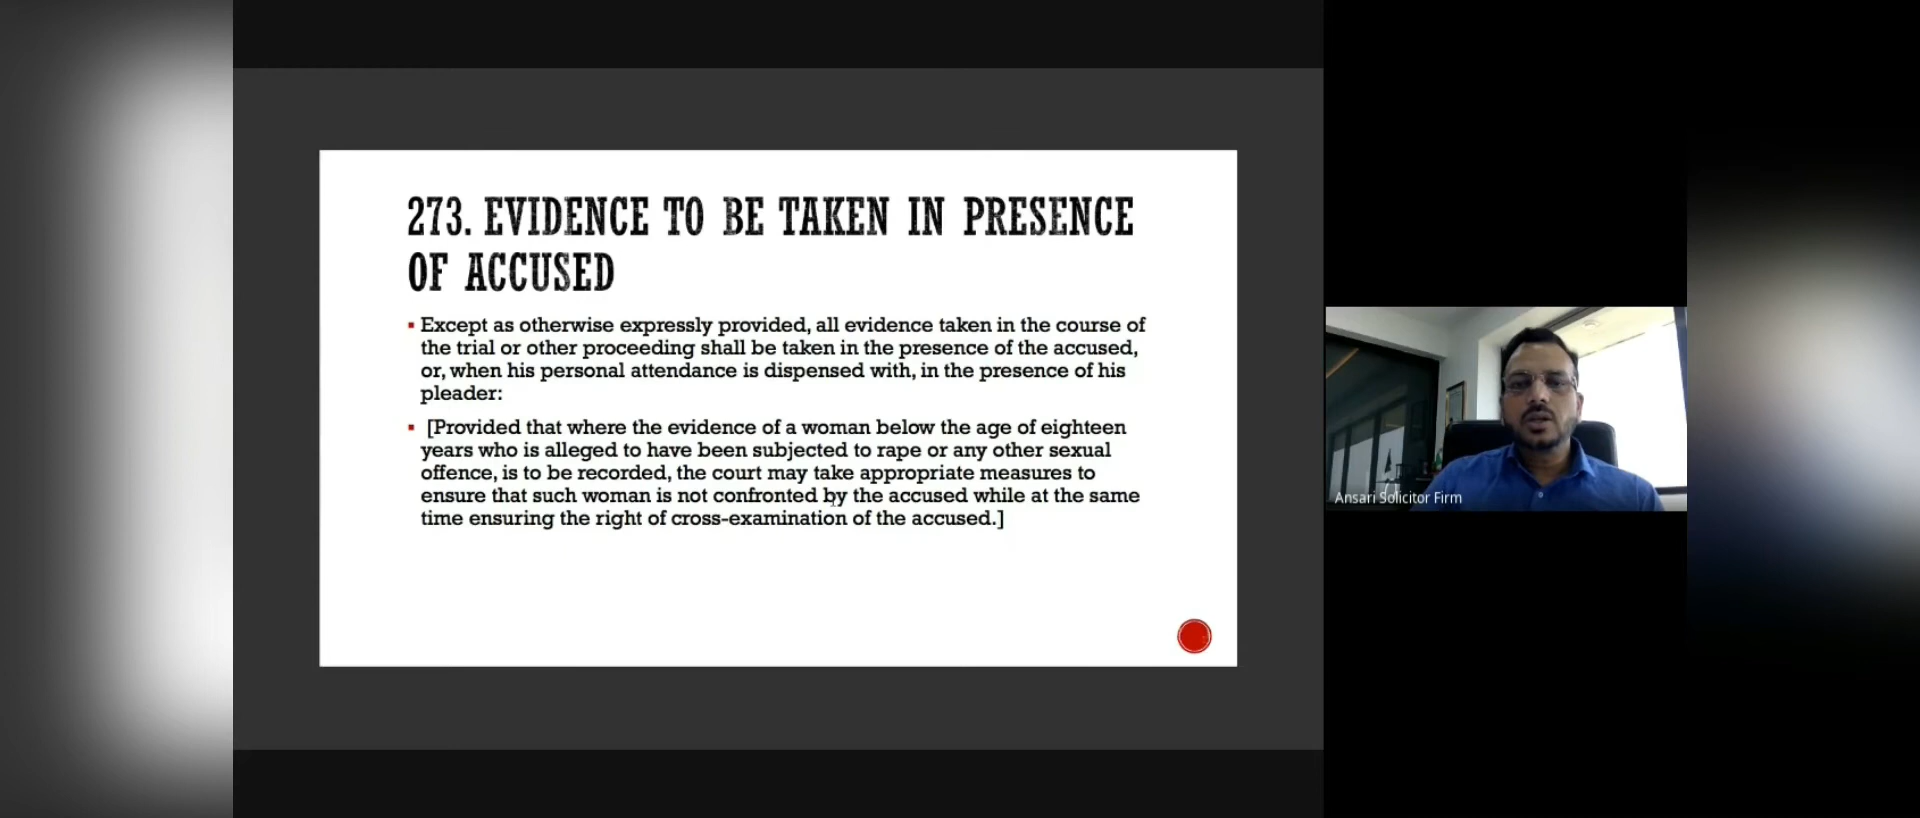 273. EVIDENCE TO BE TAKEN IN PRESENCE
OF ACCUSED
▪ Except as otherwise expressly provided, all evidence taken in the course of
the trial or other proceeding shall be taken in the presence of the accused,
or, when his personal attendance is dispensed with, in the presence of his
pleader:
▪ [Provided that where the evidence of a woman below the age of eighteen
years who is alleged to have been subjected to rape or any other sexual
offence, is to be recorded, the court may take appropriate measures to
ensure that such woman is not confronted by the accused while at the same
time ensuring the right of cross-examination of the accused.]
Ansari Solicitor Firm